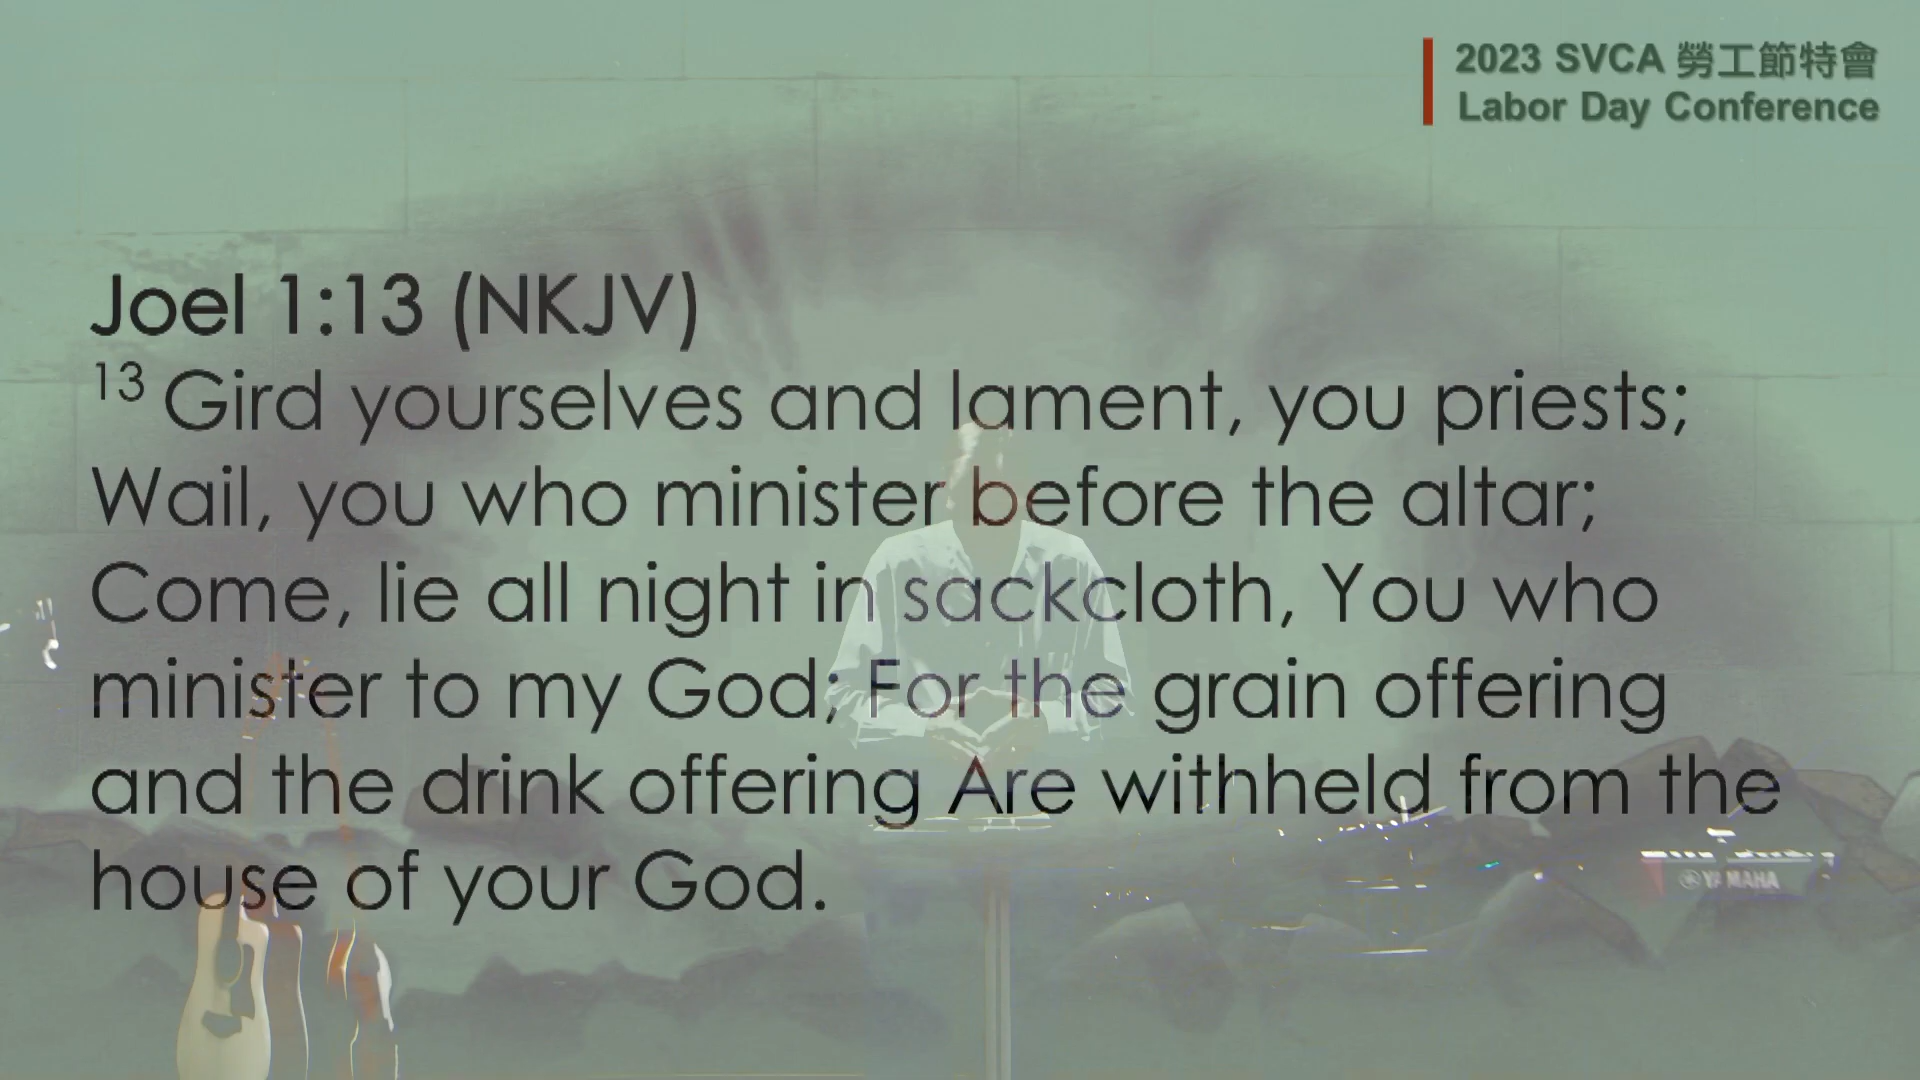 2023 SVCA 勞工節特會
Labor Day Conference
Joel 1:13 (NKJV)
13 Gird yourselves and lament, you priests;
Wail, you who minister before the altar;
Come, lie all night in sackcloth, You who
minister to my God; For the grain offering
and the drink offering Are withheld from the
house of your God.
YAMAHA